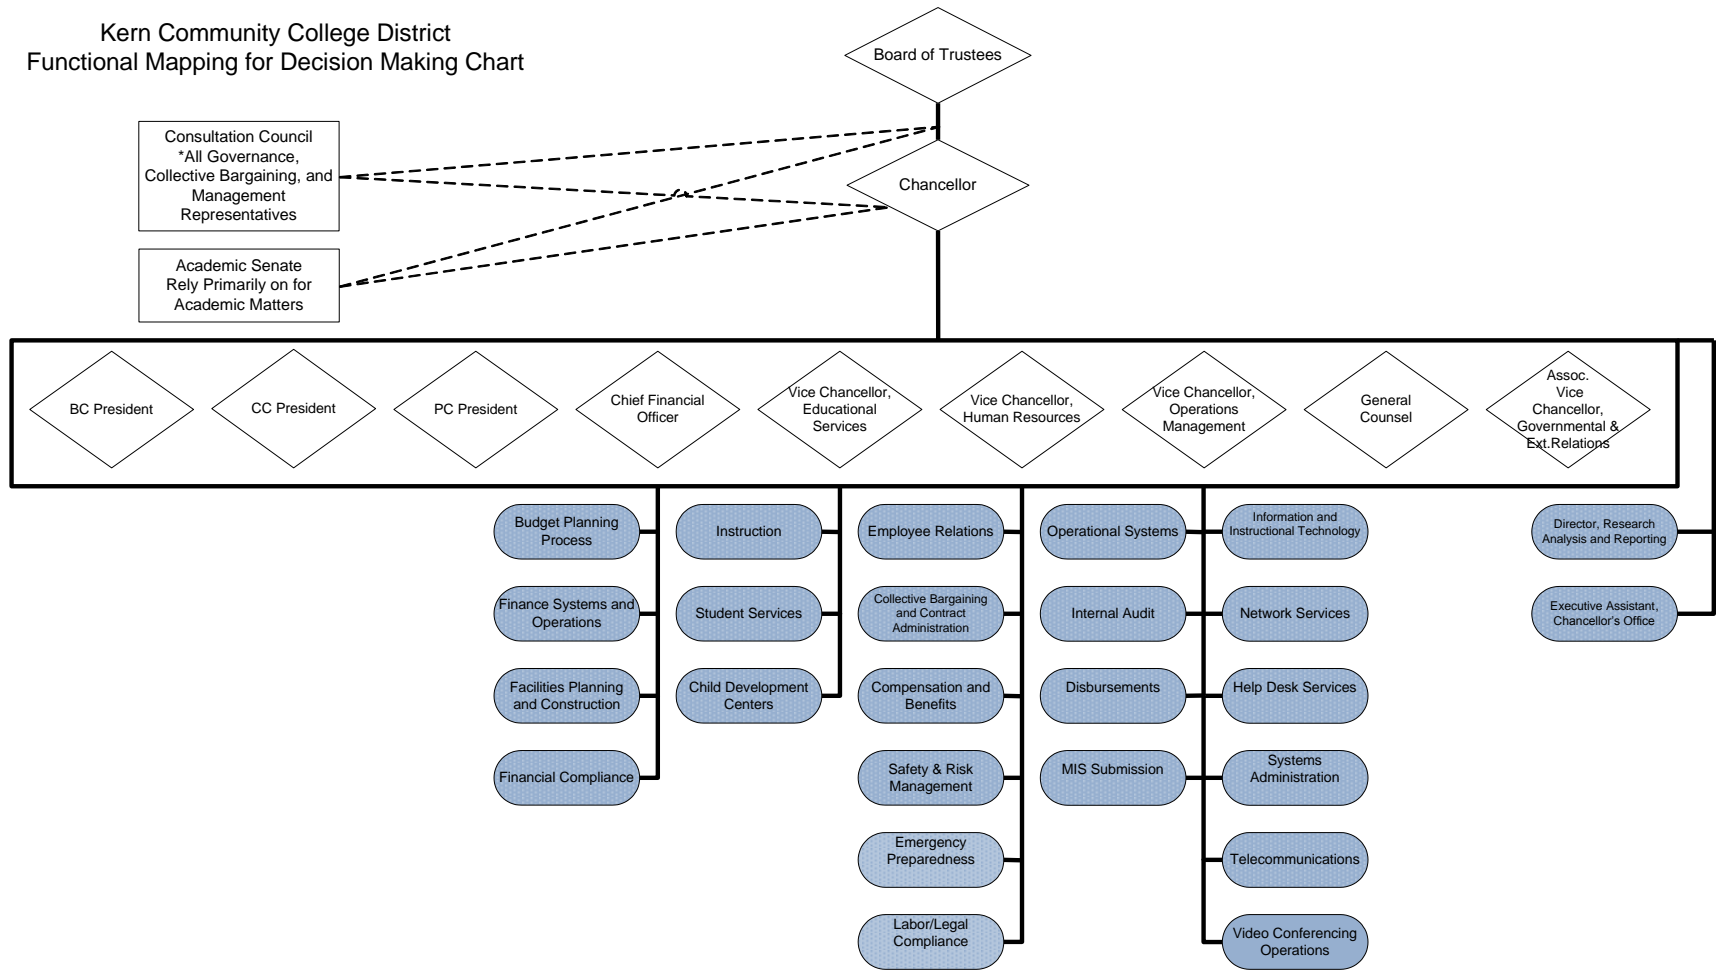 Kern Community College District
Functional Mapping for Decision Making Chart
Board of Trustees
Consultation Council
*All Governance,
Collective Bargaining, and
Management
Representatives
Chancellor
Academic Senate
Rely Primarily on for
Academic Matters
BC President
CC President
PC President
Chief Financial
Officer
Vice Chancellor,
Educational
Services
Vice Chancellor,
Human Resources
Vice Chancellor,
Operations
Management
General
Counsel
Assoc.
Vice
Chancellor,
Governmental &
Ext.Relations
Budget Planning
Process
Finance Systems and
Operations
Facilities Planning
and Construction
Financial Compliance
Instruction
Student Services
Child Development
Centers
Employee Relations
Collective Bargaining
and Contract
Administration
Compensation and
Benefits
Safety & Risk
Management
Emergency
Preparedness
Labor/Legal
Compliance
Operational Systems
Internal Audit
Disbursements
MIS Submission
Information and
Instructional Technology
Network Services
Help Desk Services
Systems
Administration
Telecommunications
Video Conferencing
Operations
Director, Research
Analysis and Reporting
Executive Assistant,
Chancellor's Office